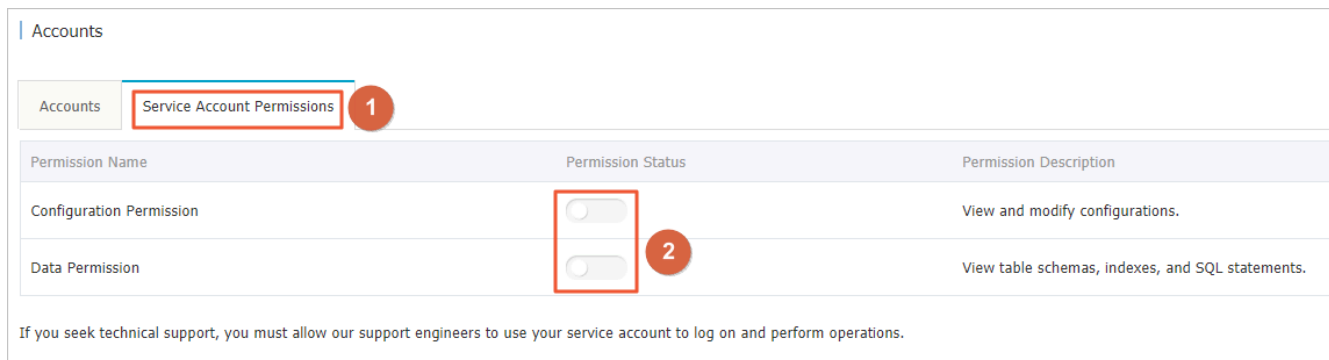 Accounts
Accounts Service Account Permissions 1
Permission Name Permission Status Permission Description
Configuration Permission View and modify configurations.
2
Data Permission View table schemas, indexes, and SQL statements.
If you seek technical support, you must allow our support engineers to use your service account to log on and perform operations.